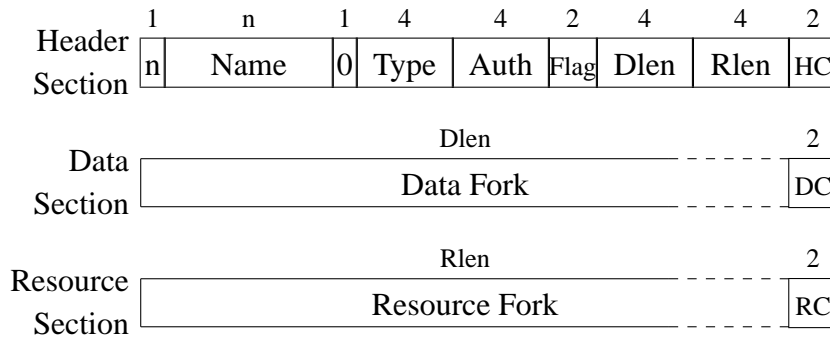 1 n 1 4 4 2 4 4 2
Header Section
n Name 0 Type Auth Flag Dlen Rlen HC
Dlen 2
Data Section
Data Fork DC
Rlen 2
Resource Section
Resource Fork RC